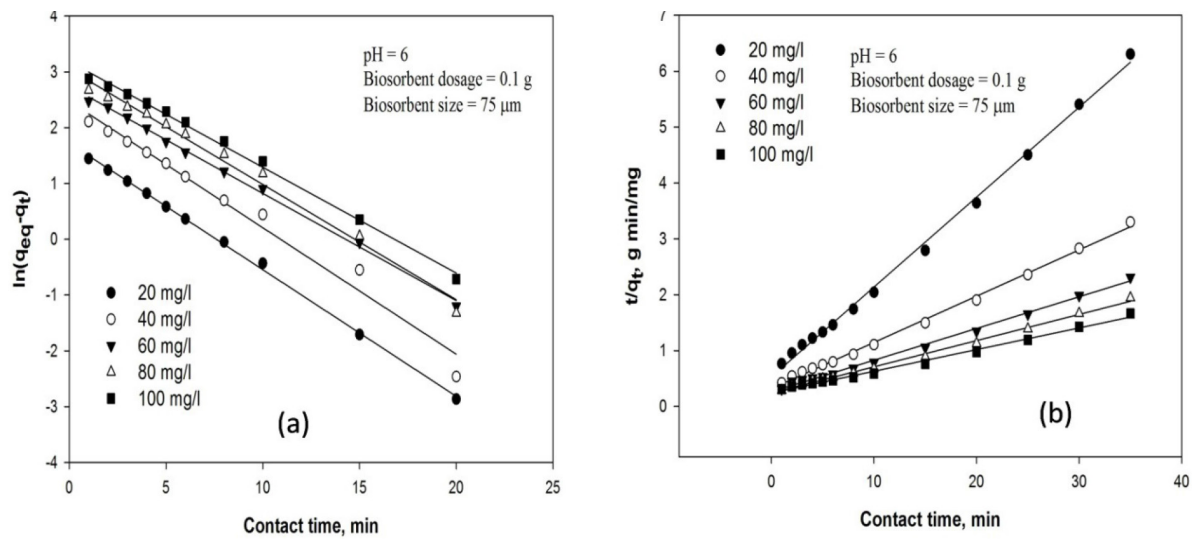 4
3
2
1
0
-1
-2
-3
-4
ln(qeq-qt)
pH = 6
Biosorbent dosage = 0.1 g
Biosorbent size = 75 µm
20 mg/l
40 mg/l
60 mg/l
80 mg/l
100 mg/l
(a)
0 5 10 15 20 25
Contact time, min
7
6
5
4
3
2
1
0
t/qt, g min/mg
20 mg/l
40 mg/l
60 mg/l
80 mg/l
100 mg/l
pH = 6
Biosorbent dosage = 0.1 g
Biosorbent size = 75 µm
(b)
0 10 20 30 40
Contact time, min